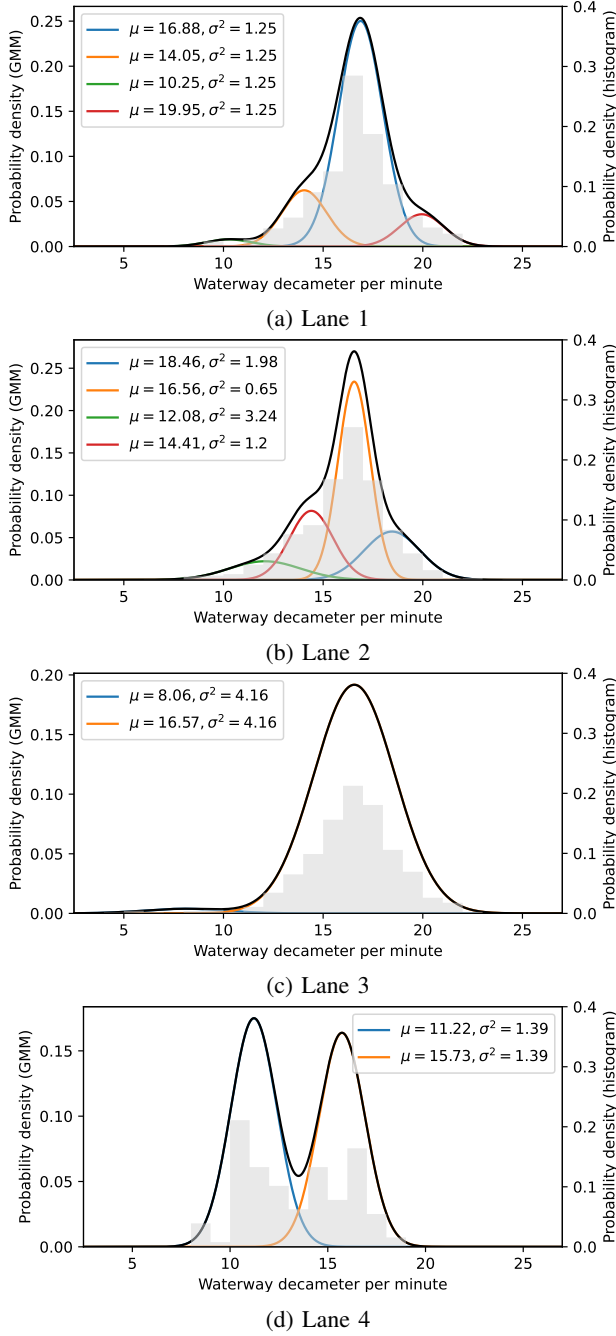 μ = 16.88, σ² = 1.25
μ = 14.05, σ² = 1.25
μ = 10.25, σ² = 1.25
μ = 19.95, σ² = 1.25
Probability density (GMM)
0.25
0.20
0.15
0.10
0.05
0.00
Probability density (histogram)
0.4
0.3
0.2
0.1
0.0
5 10 15 20 25
Waterway decameter per minute
(a) Lane 1
μ = 18.46, σ² = 1.98
μ = 16.56, σ² = 0.65
μ = 12.08, σ² = 3.24
μ = 14.41, σ² = 1.2
Probability density (GMM)
0.25
0.20
0.15
0.10
0.05
0.00
Probability density (histogram)
0.4
0.3
0.2
0.1
0.0
5 10 15 20 25
Waterway decameter per minute
(b) Lane 2
μ = 8.06, σ² = 4.16
μ = 16.57, σ² = 4.16
Probability density (GMM)
0.20
0.15
0.10
0.05
0.00
Probability density (histogram)
0.4
0.3
0.2
0.1
0.0
5 10 15 20 25
Waterway decameter per minute
(c) Lane 3
μ = 11.22, σ² = 1.39
μ = 15.73, σ² = 1.39
Probability density (GMM)
0.15
0.10
0.05
0.00
Probability density (histogram)
0.4
0.3
0.2
0.1
0.0
5 10 15 20 25
Waterway decameter per minute
(d) Lane 4